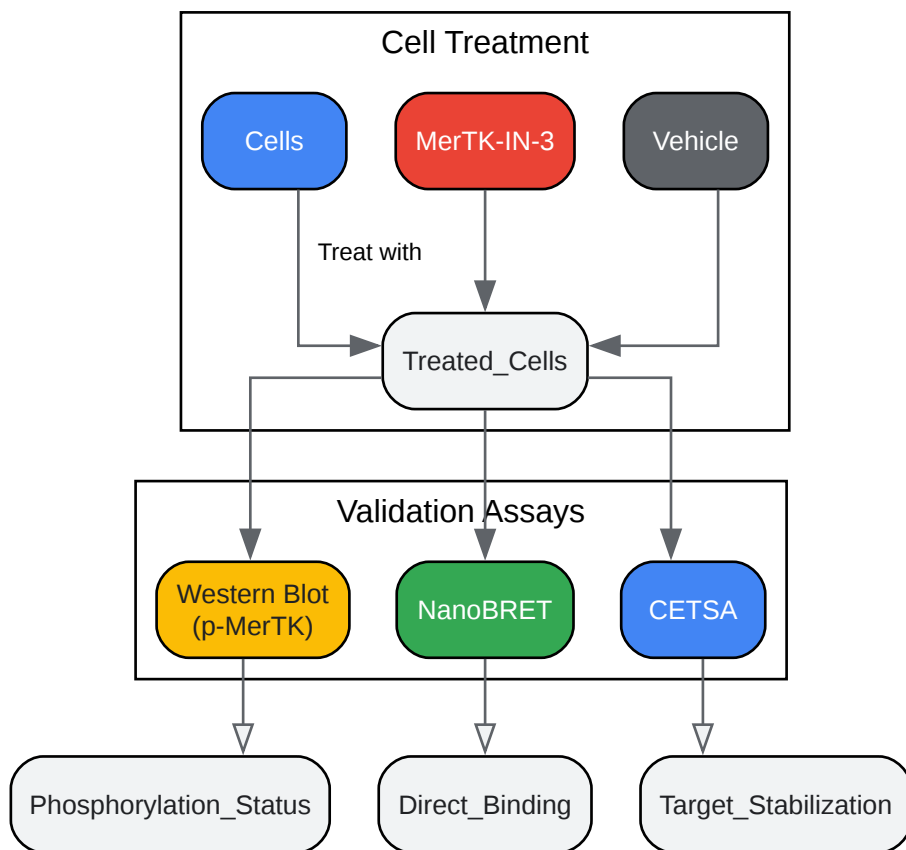 Cell Treatment
Cells
MerTK-IN-3
Vehicle
Treat with
Treated_Cells
Validation Assays
Western Blot
(p-MerTK)
NanoBRET
CETSA
Phosphorylation_Status
Direct_Binding
Target_Stabilization